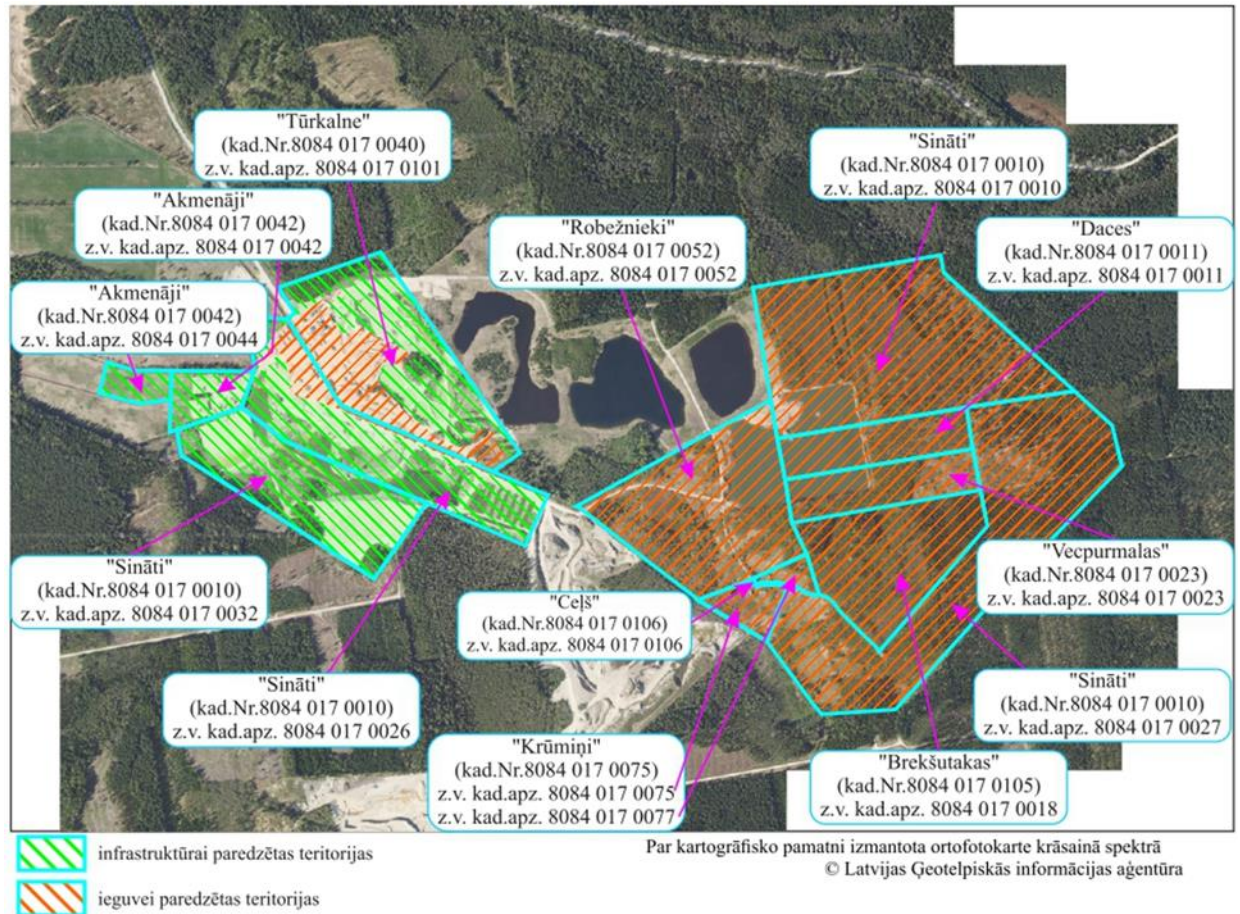 "Tūrkalne"
(kad.Nr.8084 017 0040)
z.v. kad.apz. 8084 017 0101
"Sināti"
(kad.Nr.8084 017 0010)
z.v. kad.apz. 8084 017 0010
"Akmenāji"
(kad.Nr.8084 017 0042)
z.v. kad.apz. 8084 017 0042
"Robežnieki"
(kad.Nr.8084 017 0052)
z.v. kad.apz. 8084 017 0052
"Daces"
(kad.Nr.8084 017 0011)
z.v. kad.apz. 8084 017 0011
"Akmenāji"
(kad.Nr.8084 017 0042)
z.v. kad.apz. 8084 017 0044
"Sināti"
(kad.Nr.8084 017 0010)
z.v. kad.apz. 8084 017 0032
"Vecpurmalas"
(kad.Nr.8084 017 0023)
z.v. kad.apz. 8084 017 0023
"Ceļš"
(kad.Nr.8084 017 0106)
z.v. kad.apz. 8084 017 0106
"Sināti"
(kad.Nr.8084 017 0010)
z.v. kad.apz. 8084 017 0026
"Sināti"
(kad.Nr.8084 017 0010)
z.v. kad.apz. 8084 017 0027
"Krūmiņi"
(kad.Nr.8084 017 0075)
z.v. kad.apz. 8084 017 0075
z.v. kad.apz. 8084 017 0077
"Brekšutakas"
(kad.Nr.8084 017 0105)
z.v. kad.apz. 8084 017 0018
infrastruktūrai paredzētas teritorijas
ieguvei paredzētas teritorijas
Par kartogrāfisko pamatni izmantota ortofotokarte krāsainā spektrā
© Latvijas Ģeotelpiskās informācijas aģentūra